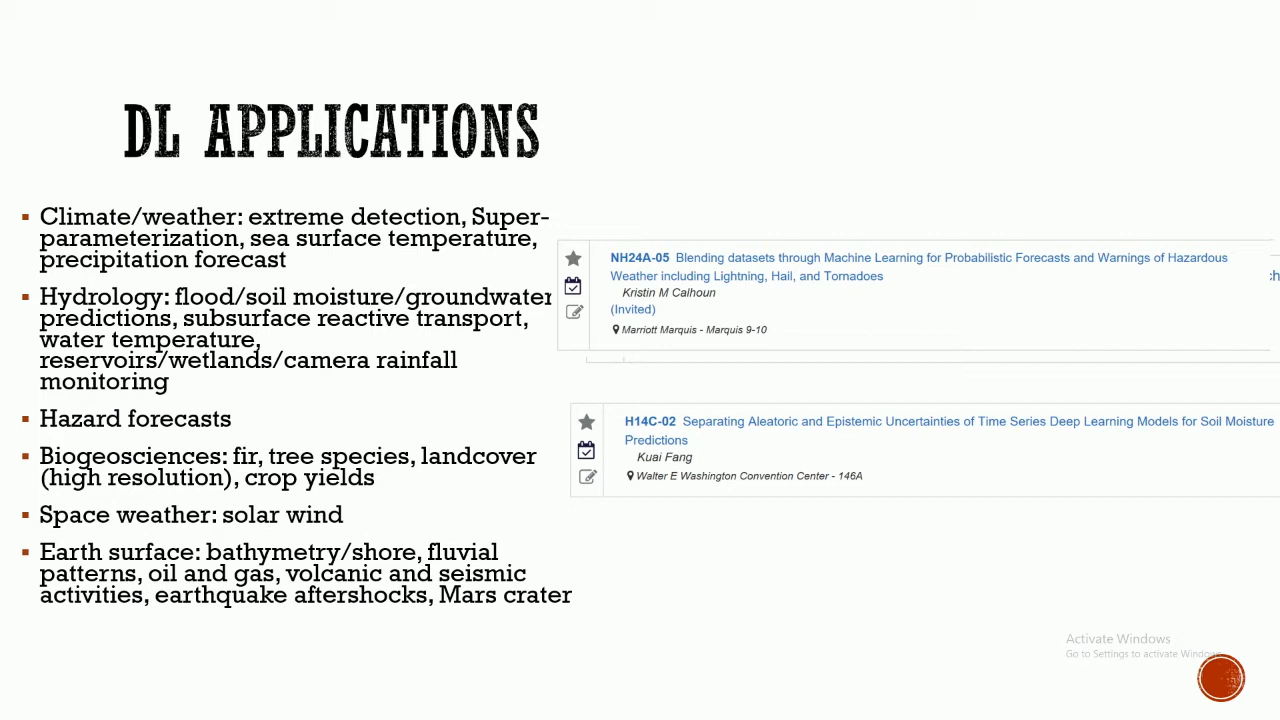 DL APPLICATIONS
Climate/weather: extreme detection, Super-
parameterization, sea surface temperature,
precipitation forecast
Hydrology: flood/soil moisture/groundwater
predictions, subsurface reactive transport,
water temperature,
reservoirs/wetlands/camera rainfall
monitoring
Hazard forecasts
Biogeosciences: fir, tree species, landcover
(high resolution), crop yields
Space weather: solar wind
Earth surface: bathymetry/shore, fluvial
patterns, oil and gas, volcanic and seismic
activities, earthquake aftershocks, Mars crater
NH24A-05 Blending datasets through Machine Learning for Probabilistic Forecasts and Warnings of Hazardous
Weather including Lightning, Hail, and Tornadoes
Kristin M Calhoun
(Invited)
Marriott Marquis - Marquis 9-10
H14C-02 Separating Aleatoric and Epistemic Uncertainties of Time Series Deep Learning Models for Soil Moisture
Predictions
Kuai Fang
Walter E Washington Convention Center - 146A
Activate Windows
Go to Settings to activate Windows.